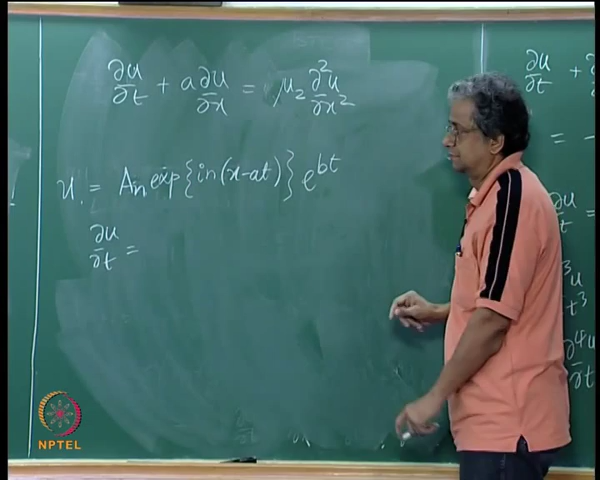 ∂u/∂t + a ∂u/∂x = μ₂ ∂²u/∂x²
u = Aₙ exp{in(x-at)} e^{bt}
∂u/∂t =
∂u/∂t +
=
∂u/∂t =
NPTEL